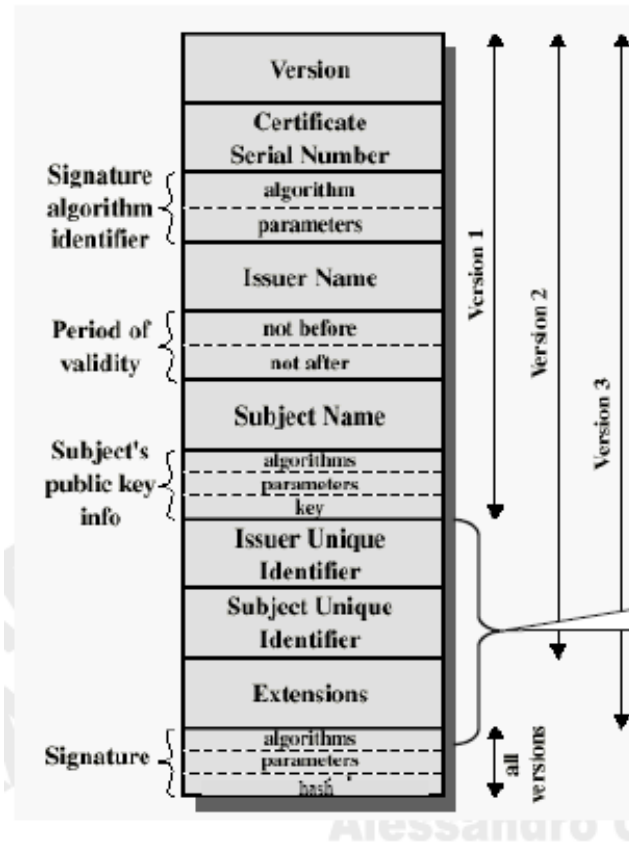 Version
Certificate
Serial Number
Signature
algorithm
identifier
algorithm
parameters
Issuer Name
Period of
validity
not before
not after
Subject Name
Subject's
public key
info
algorithms
parameters
key
Issuer Unique
Identifier
Subject Unique
Identifier
Extensions
Signature
algorithms
parameters
hash
Version 1
Version 2
Version 3
all
versions
Alessandro